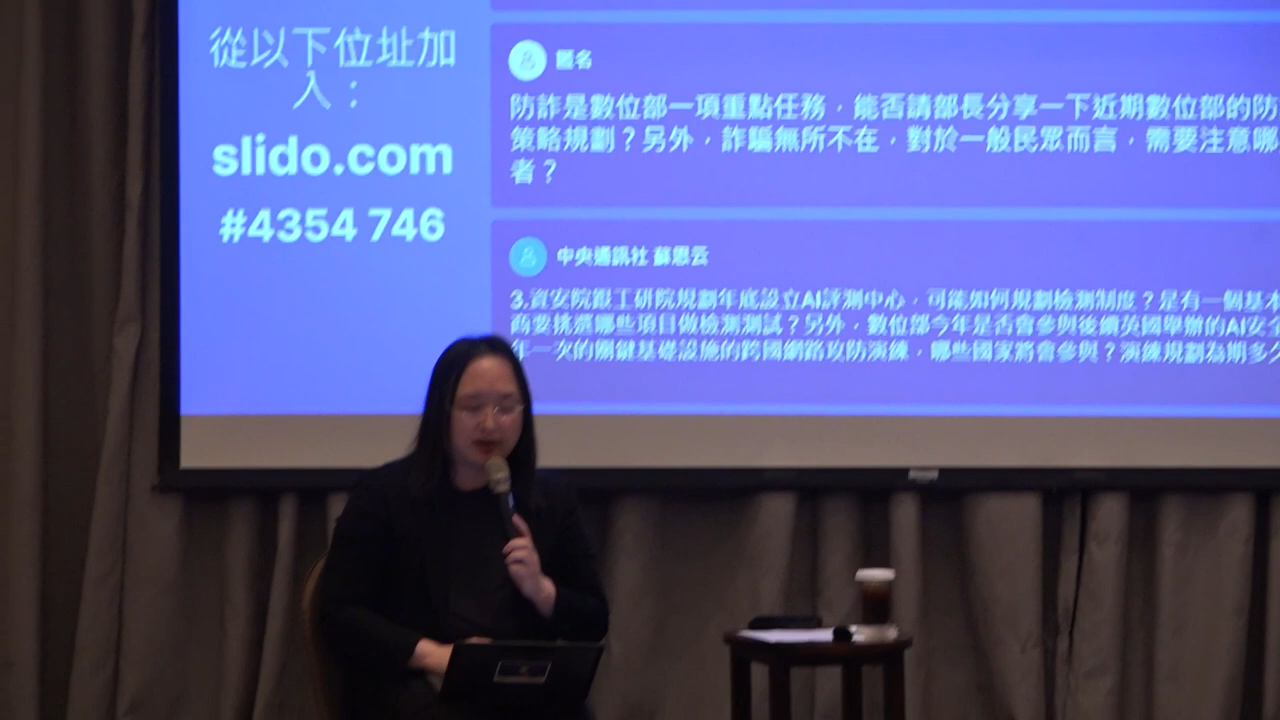 從以下位址加
入：
slido.com
#4354 746
匿名
防詐是數位部一項重點任務，能否請部長分享一下近期數位部的防
策略規劃？另外，詐騙無所不在，對於一般民眾而言，需要注意哪
者？
中央通訊社 蘇思云
3.資安院跟工研院規劃年底設立AI評測中心，可能如何規劃檢測制度？是有一個基本
商要挑選哪些項目做檢測測試？另外，數位部今年是否會參與後續英國舉辦的AI安全
年一次的關鍵基礎設施的跨國網路攻防演練，哪些國家將會參與？演練規劃為期多久